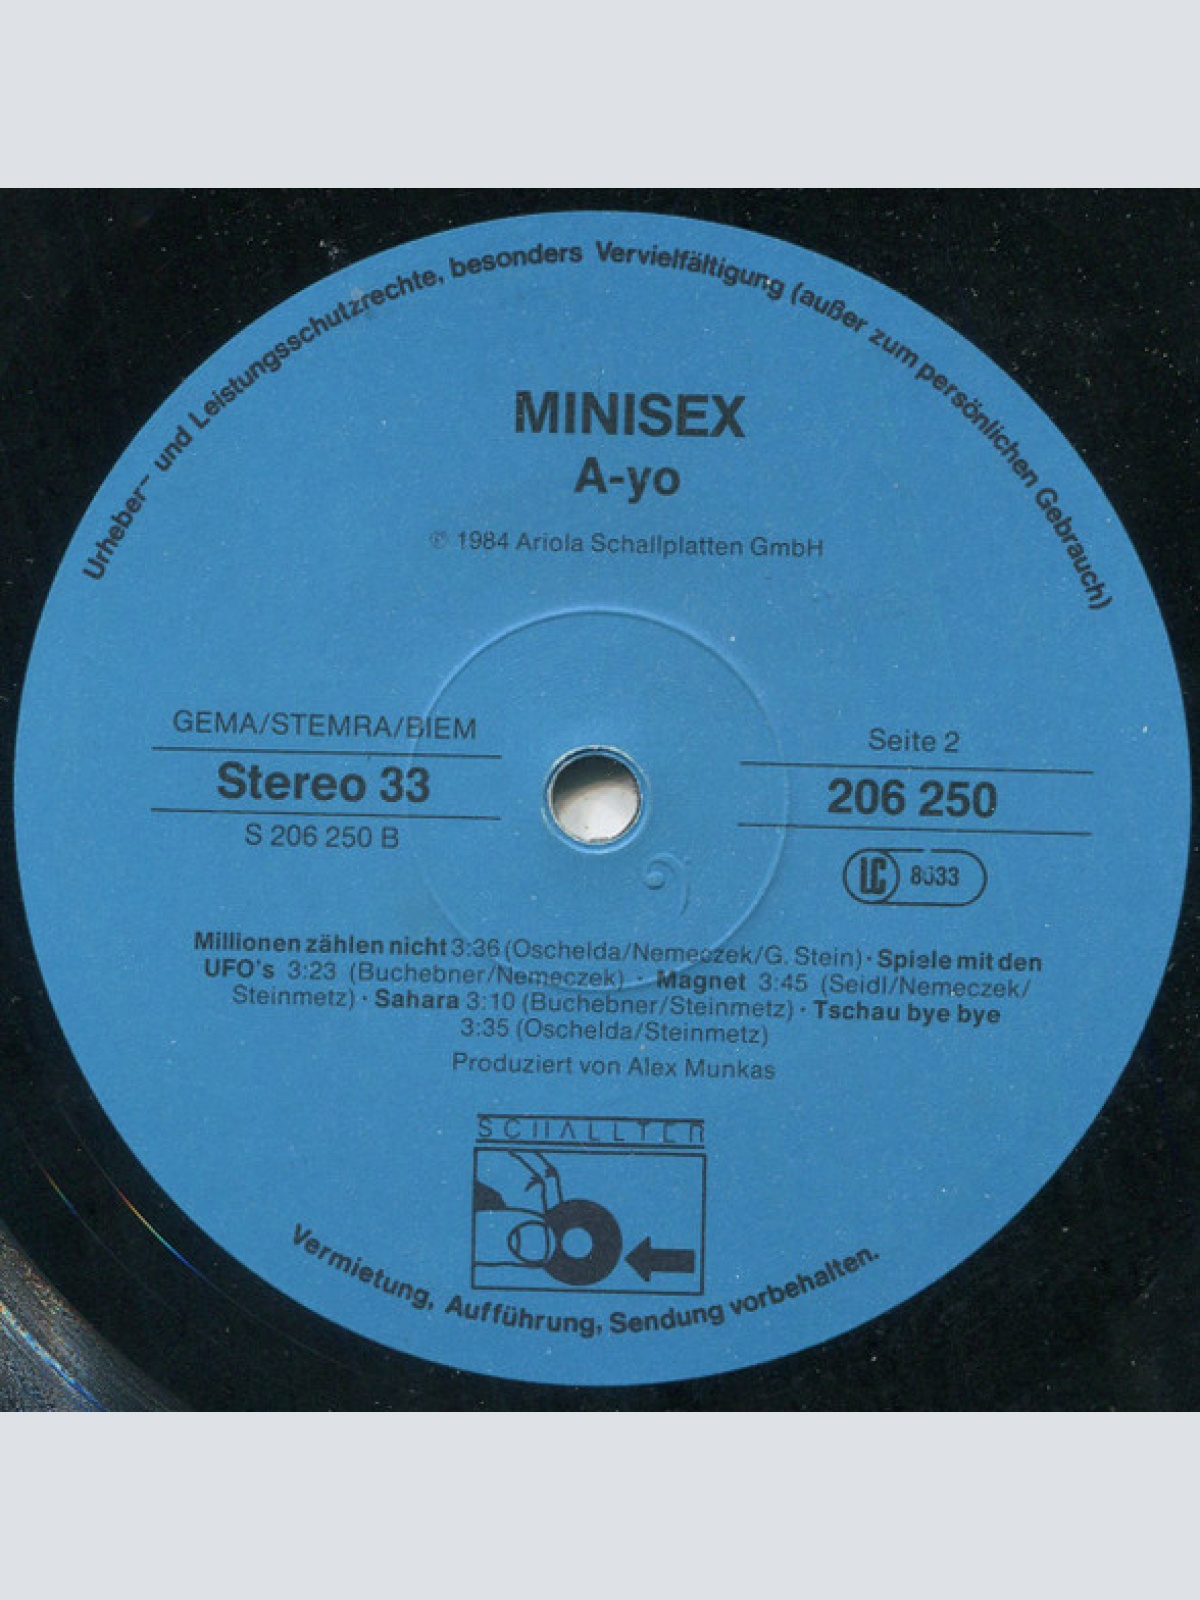 Urheber- und Leistungsschutzrechte, besonders Vervielfältigung (außer zum persönlichen Gebrauch)
MINISEX
A-yo
℗ 1984 Ariola Schallplatten GmbH
GEMA/STEMRA/BIEM
Stereo 33
S 206 250 B
Seite 2
206 250
LC
Millionen zählen nicht 3:36 (Oschelda/Nemeczek/G. Stein) · Spiele mit den
UFO's 3:23 (Buchebner/Nemeczek) · Magnet 3:45 (Seidl/Nemeczek/
Steinmetz) · Sahara 3:10 (Buchebner/Steinmetz) · Tschau bye bye
3:35 (Oschelda/Steinmetz)
Produziert von Alex Munkas
SCHALLTER
Vermietung, Aufführung, Sendung vorbehalten.